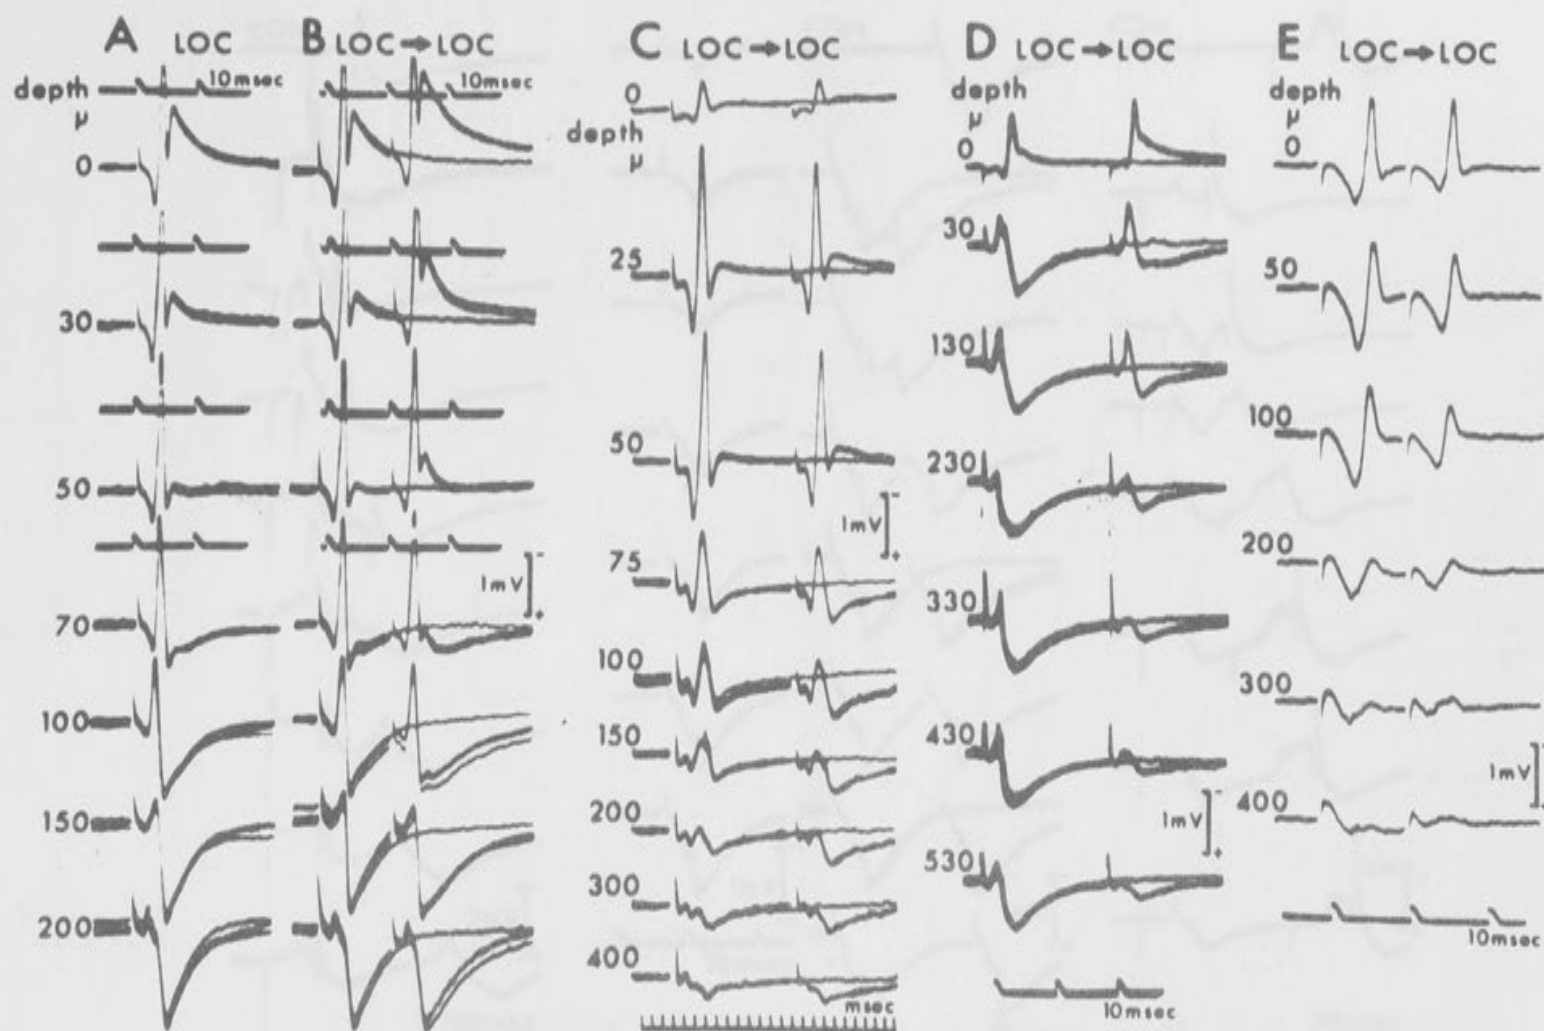 A LOC
10msec
depth
μ
0
30
50
70
100
150
200
B LOC→LOC
10msec
1mV
-
+
C LOC→LOC
0
depth
μ
25
50
-
1mV
+
75
100
150
200
300
400
msec
D LOC→LOC
depth
μ
0
30
130
230
330
430
-
1mV
+
530
10msec
E LOC→LOC
depth
μ
0
50
100
200
300
1mV
400
10msec